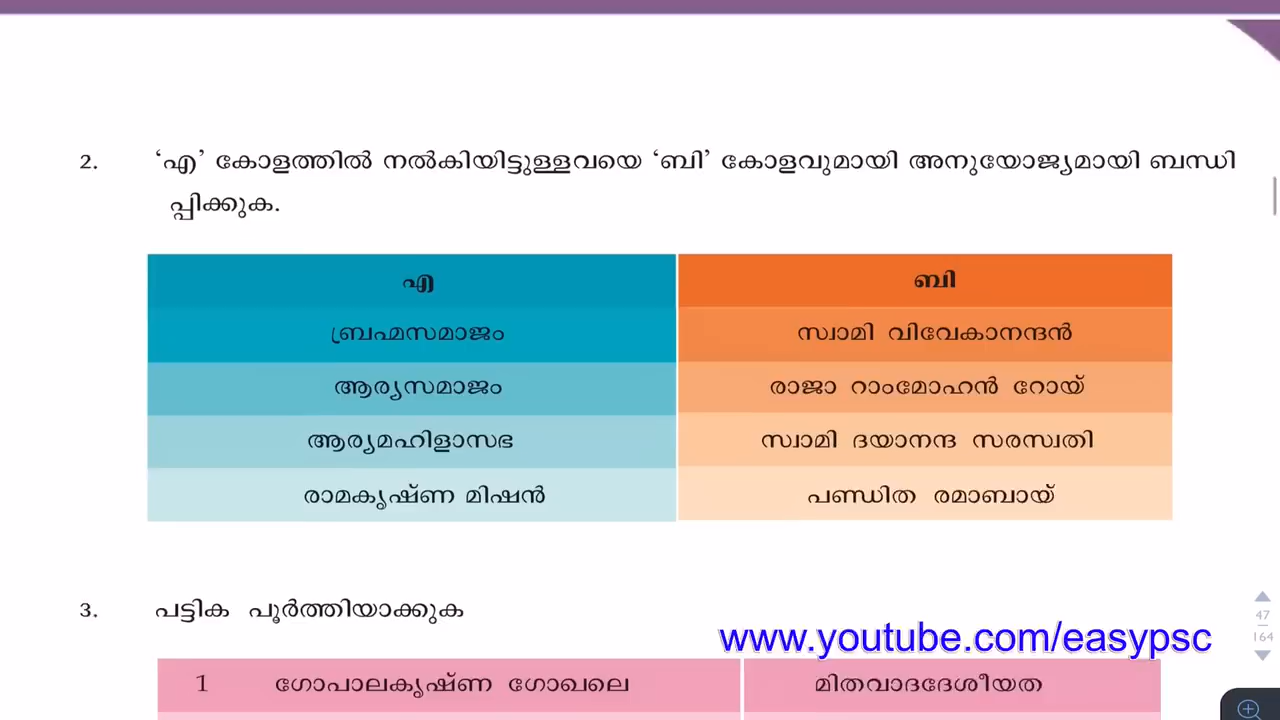 2. ‘എ’ കോളത്തിൽ നൽകിയിട്ടുള്ളവയെ ‘ബി’ കോളവുമായി അനുയോജ്യമായി ബന്ധി
പ്പിക്കുക.
എ ബി
ബ്രഹ്മസമാജം സ്വാമി വിവേകാനന്ദൻ
ആര്യസമാജം രാജാ റാംമോഹൻ റോയ്
ആര്യമഹിളാസഭ സ്വാമി ദയാനന്ദ സരസ്വതി
രാമകൃഷ്ണ മിഷൻ പണ്ഡിത രമാബായ്
3. പട്ടിക പൂർത്തിയാക്കുക
www.youtube.com/easypsc
47
164
1 ഗോപാലകൃഷ്ണ ഗോഖലെ മിതവാദദേശീയത